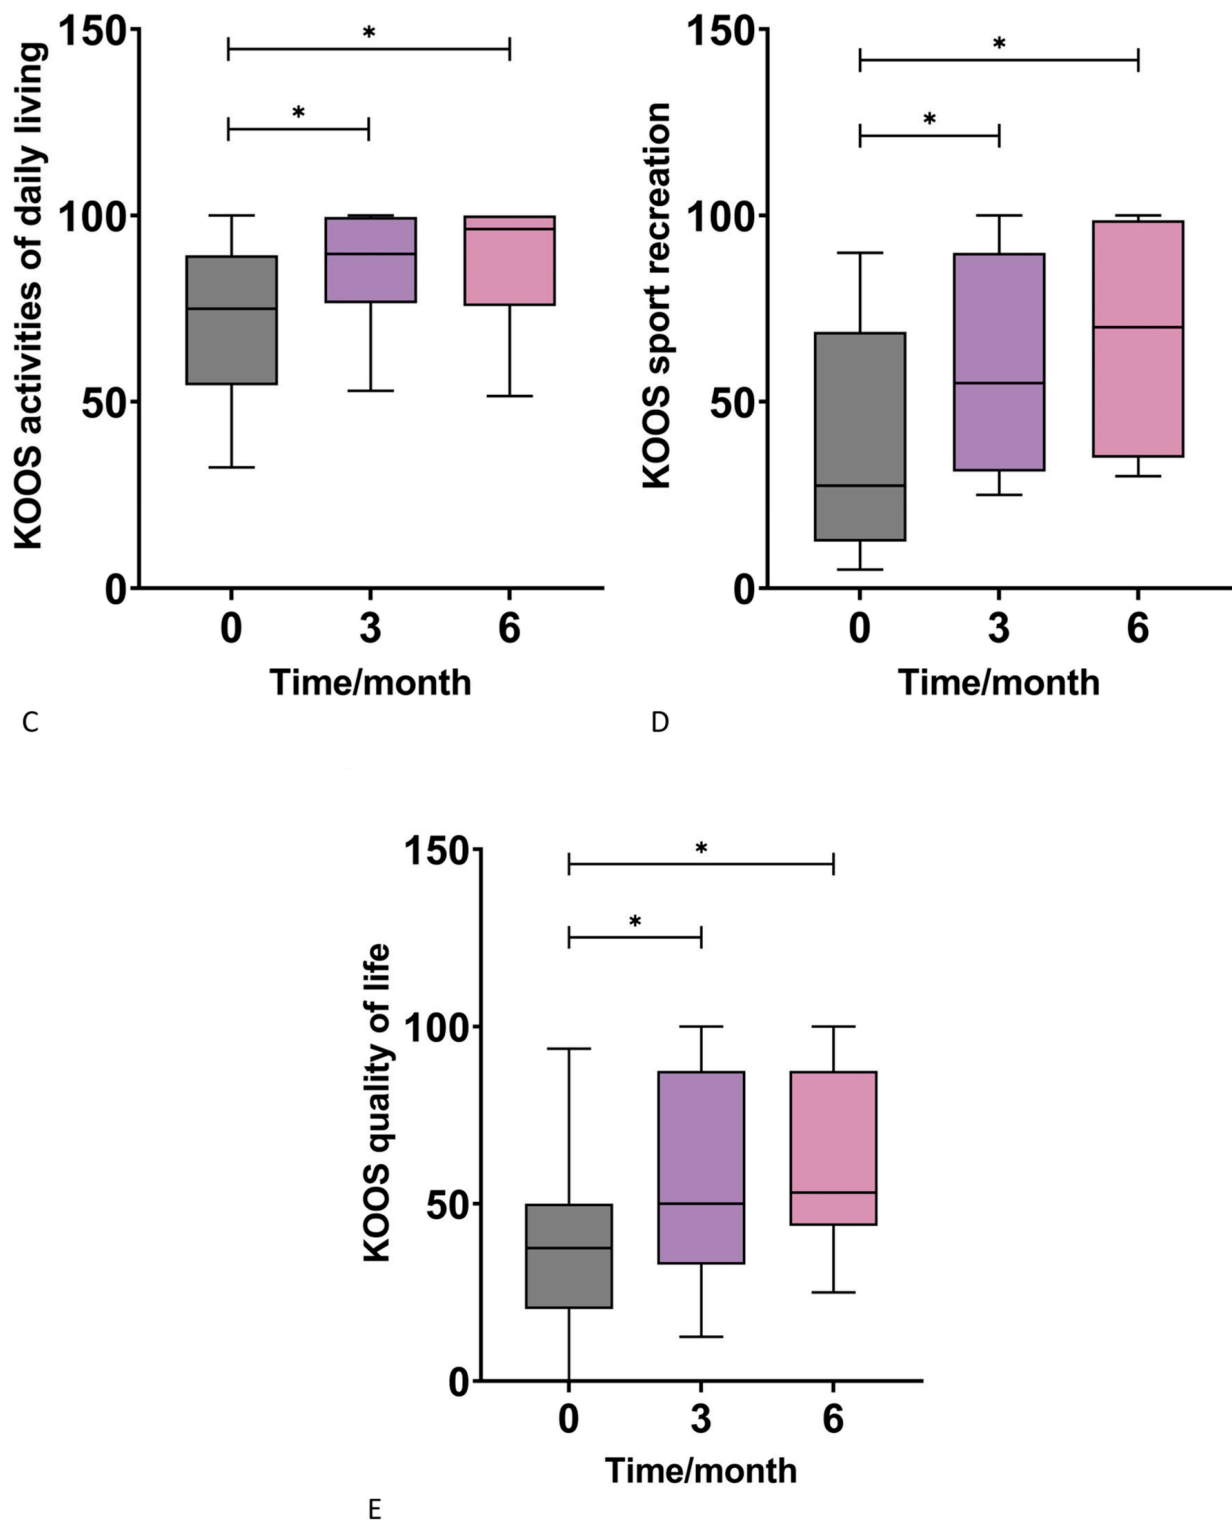 KOOS activities of daily living
150
100
50
0
*
*
0 3 6
Time/month
C
KOOS sport recreation
150
100
50
0
*
*
0 3 6
Time/month
D
KOOS quality of life
150
100
50
0
*
*
0 3 6
Time/month
E